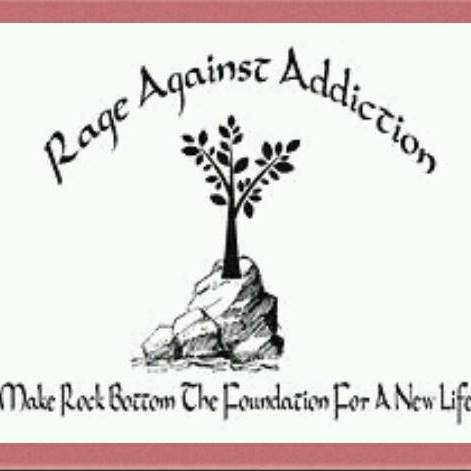 Rage Against Addiction
Make Rock Bottom The Foundation For A New Life